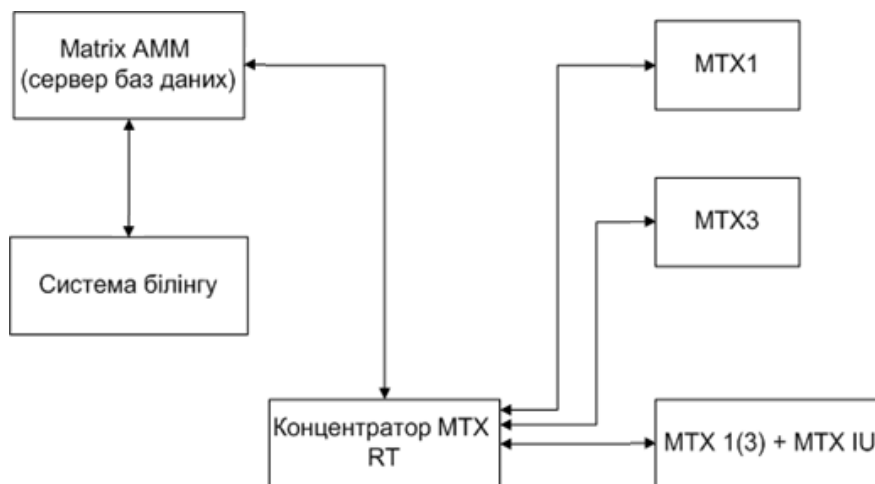 Matrix AMM
(сервер баз даних)
MTX1
MTX3
Система білінгу
Концентратор MTX
RT
MTX 1(3) + MTX IU